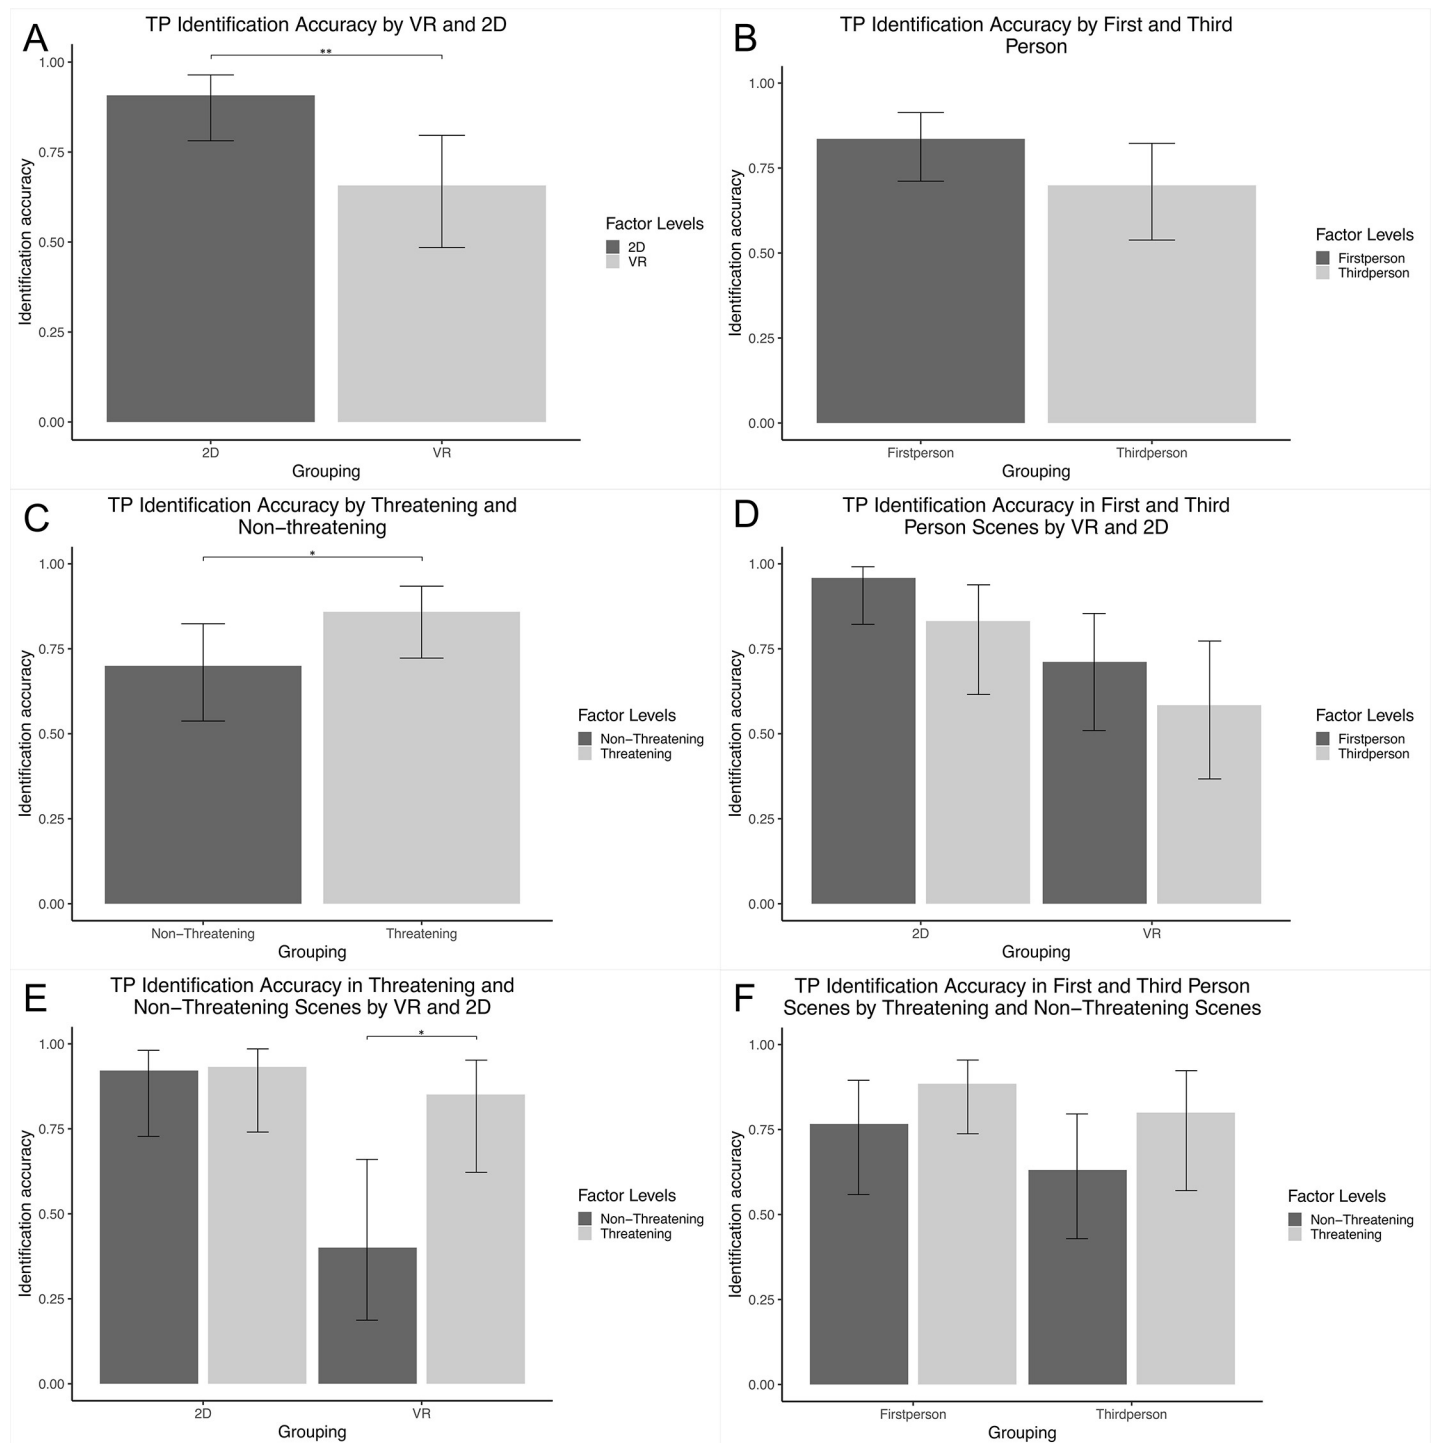 A
TP Identification Accuracy by VR and 2D
**
1.00
0.75
0.50
0.25
0.00
Identification accuracy
2D
VR
Grouping
Factor Levels
2D
VR
B
TP Identification Accuracy by First and Third
Person
1.00
0.75
0.50
0.25
0.00
Identification accuracy
Firstperson
Thirdperson
Grouping
Factor Levels
Firstperson
Thirdperson
C
TP Identification Accuracy by Threatening and
Non−threatening
*
1.00
0.75
0.50
0.25
0.00
Identification accuracy
Non−Threatening
Threatening
Grouping
Factor Levels
Non−Threatening
Threatening
D
TP Identification Accuracy in First and Third
Person Scenes by VR and 2D
1.00
0.75
0.50
0.25
0.00
Identification accuracy
2D
VR
Grouping
Factor Levels
Firstperson
Thirdperson
E
TP Identification Accuracy in Threatening and
Non−Threatening Scenes by VR and 2D
*
1.00
0.75
0.50
0.25
0.00
Identification accuracy
2D
VR
Grouping
Factor Levels
Non−Threatening
Threatening
F
TP Identification Accuracy in First and Third Person
Scenes by Threatening and Non−Threatening Scenes
1.00
0.75
0.50
0.25
0.00
Identification accuracy
Firstperson
Thirdperson
Grouping
Factor Levels
Non−Threatening
Threatening